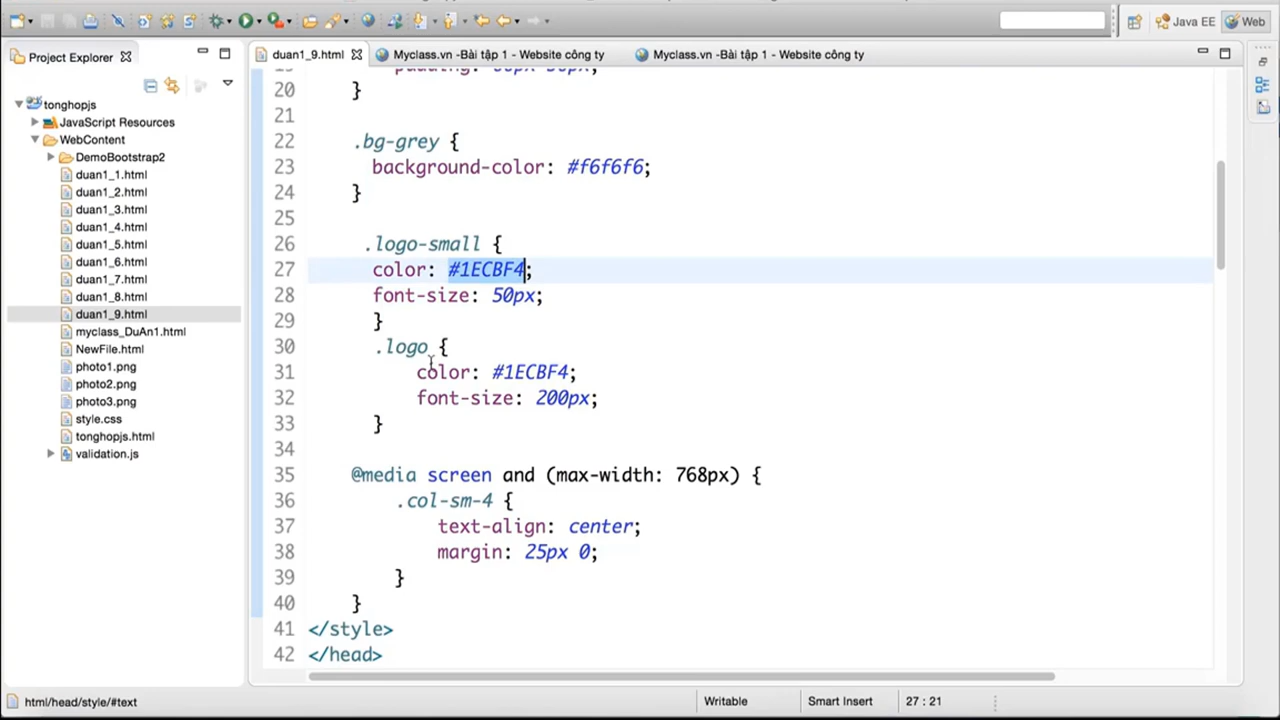 Java EE
Web
Project Explorer
duan1_9.html
Myclass.vn -Bài tập 1 - Website công ty
Myclass.vn -Bài tập 1 - Website công ty
tonghopjs
JavaScript Resources
WebContent
DemoBootstrap2
duan1_1.html
duan1_2.html
duan1_3.html
duan1_4.html
duan1_5.html
duan1_6.html
duan1_7.html
duan1_8.html
duan1_9.html
myclass_DuAn1.html
NewFile.html
photo1.png
photo2.png
photo3.png
style.css
tonghopjs.html
validation.js
20 }
21
22 .bg-grey {
23 background-color: #f6f6f6;
24 }
25
26 .logo-small {
27 color: #1ECBF4;
28 font-size: 50px;
29 }
30 .logo {
31 color: #1ECBF4;
32 font-size: 200px;
33 }
34
35 @media screen and (max-width: 768px) {
36 .col-sm-4 {
37 text-align: center;
38 margin: 25px 0;
39 }
40 }
41 </style>
42 </head>
html/head/style/#text
Writable
Smart Insert
27 : 21